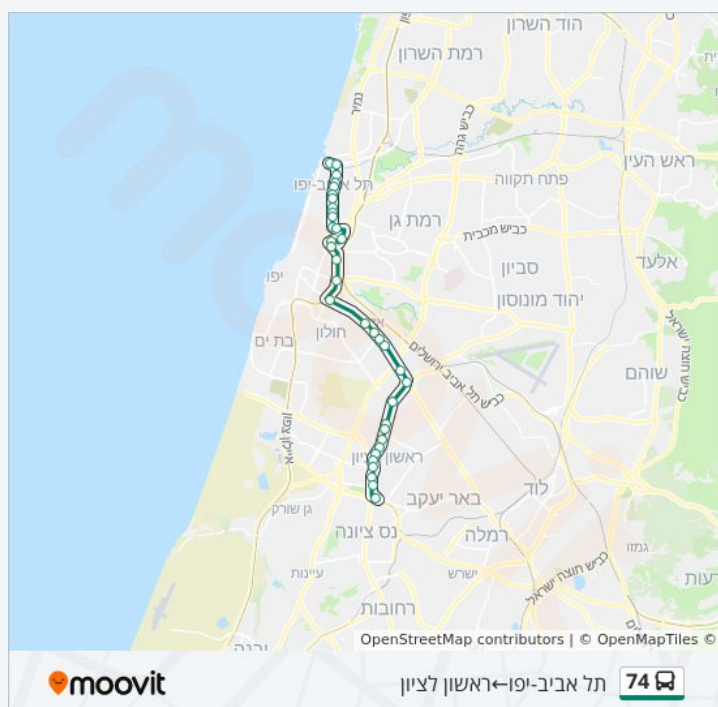 הוד השרון
רמת השרון
נמיר
כביש גהה
ראש העין
תל אביב-יפו
פתח תקווה
רמת גן
כביש מכבית
אלעד
סביון
יפו
יהוד מונוסון
חולון
בת ים
כביש חוצה ישראל
שוהם
כביש תל אביב ירושלים
ראשון לציון
לוד
באר יעקב
גן שורק
נס ציונה
רמלה
גמזו
עיינות
ישרש
כביש חוצה ישראל
רחובות
OpenStreetMap contributors | © OpenMapTiles ©
moovit
74 תל אביב-יפו←ראשון לציון